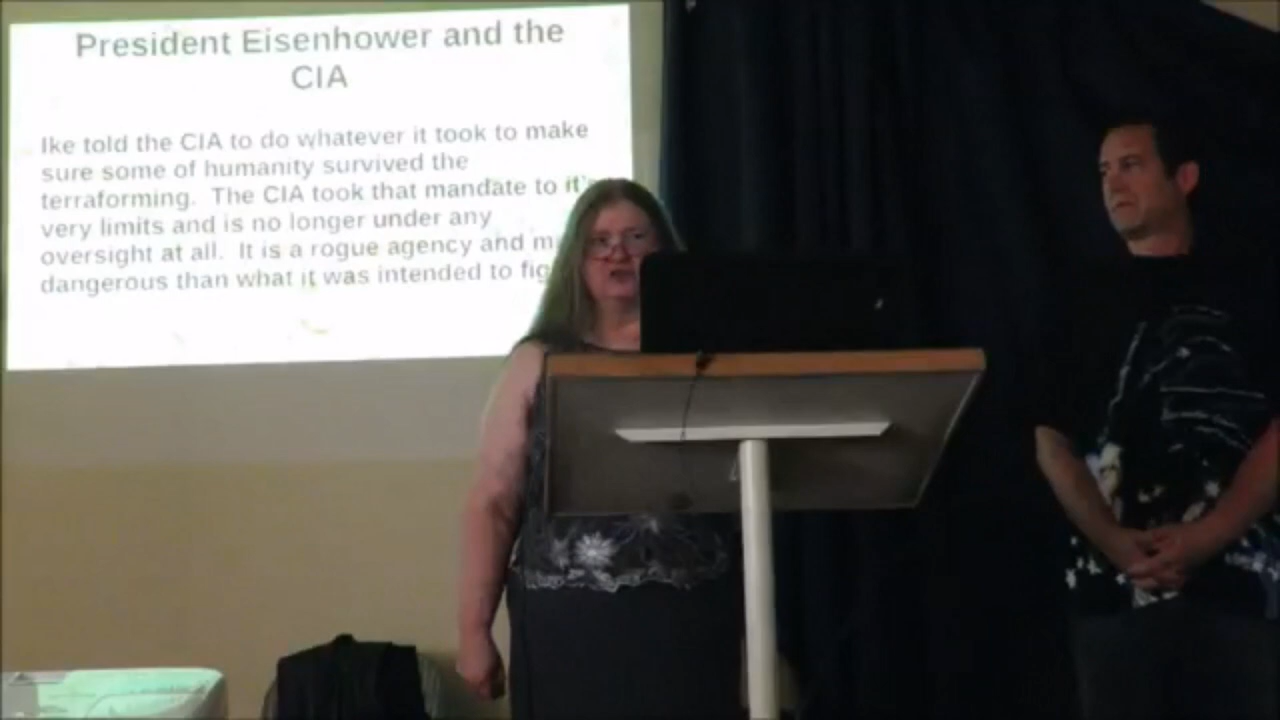 President Eisenhower and the
CIA
Ike told the CIA to do whatever it took to make
sure some of humanity survived the
terraforming. The CIA took that mandate to it's
very limits and is no longer under any
oversight at all. It is a rogue agency and
dangerous than what it was intended to